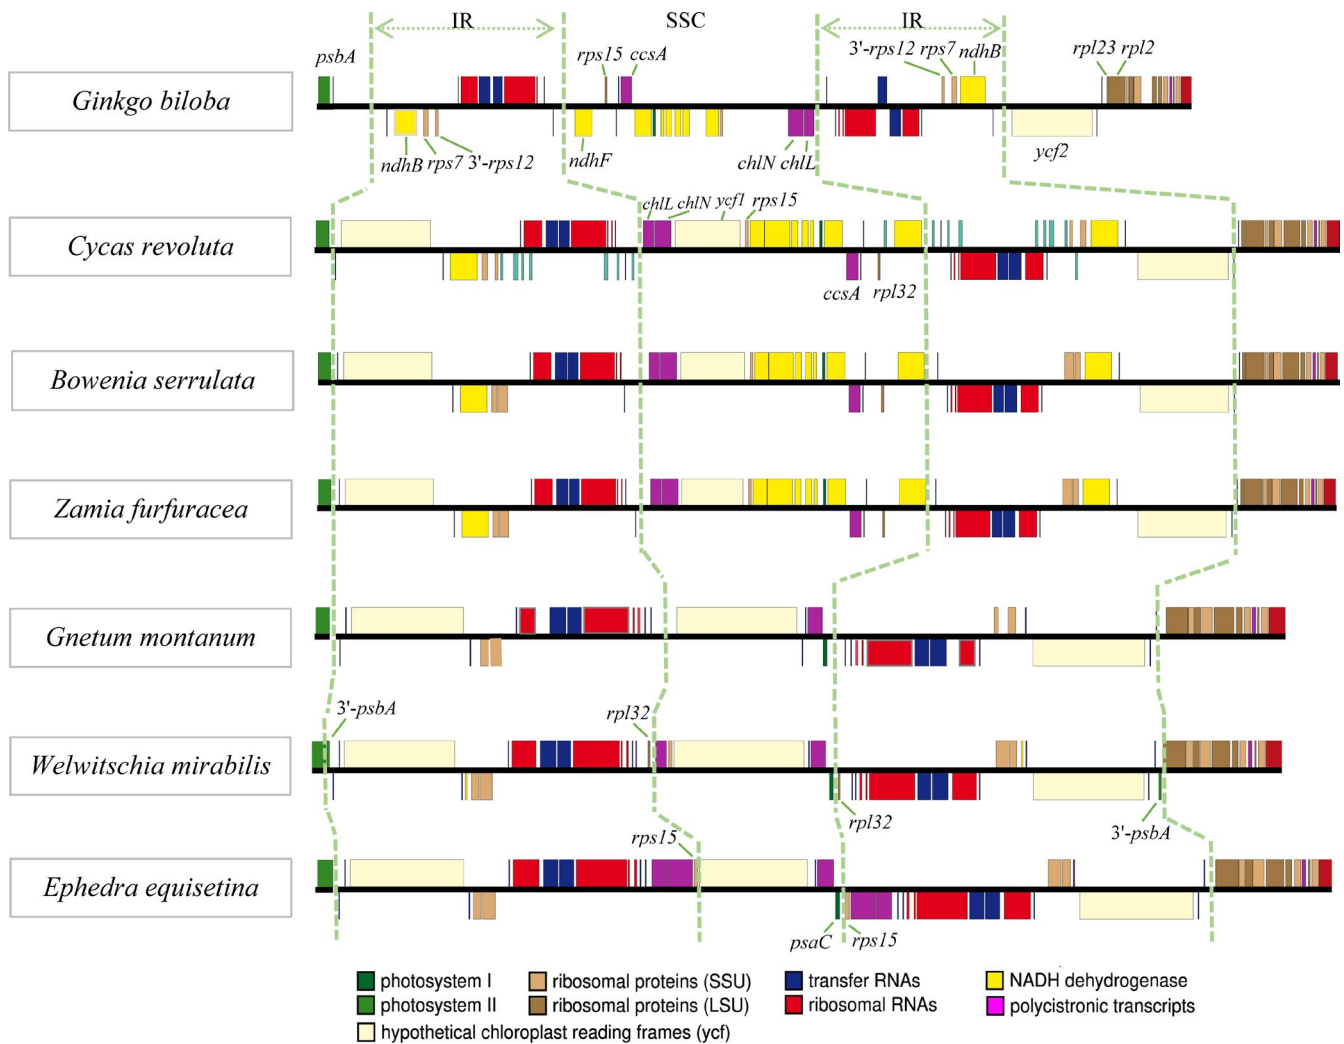 IR SSC IR
psbA rps15 ccsA 3'-rps12 rps7 ndhB rpl23 rpl2
Ginkgo biloba
ndhB rps7 3'-rps12 ndhF chlN chlL ycf2
chlL chlN ycf1 rps15
Cycas revoluta
ccsA rpl32
Bowenia serrulata
Zamia furfuracea
Gnetum montanum
3'-psbA rpl32
Welwitschia mirabilis
rpl32 3'-psbA
rps15
Ephedra equisetina
psaC rps15
photosystem I ribosomal proteins (SSU) transfer RNAs NADH dehydrogenase
photosystem II ribosomal proteins (LSU) ribosomal RNAs polycistronic transcripts
hypothetical chloroplast reading frames (ycf)